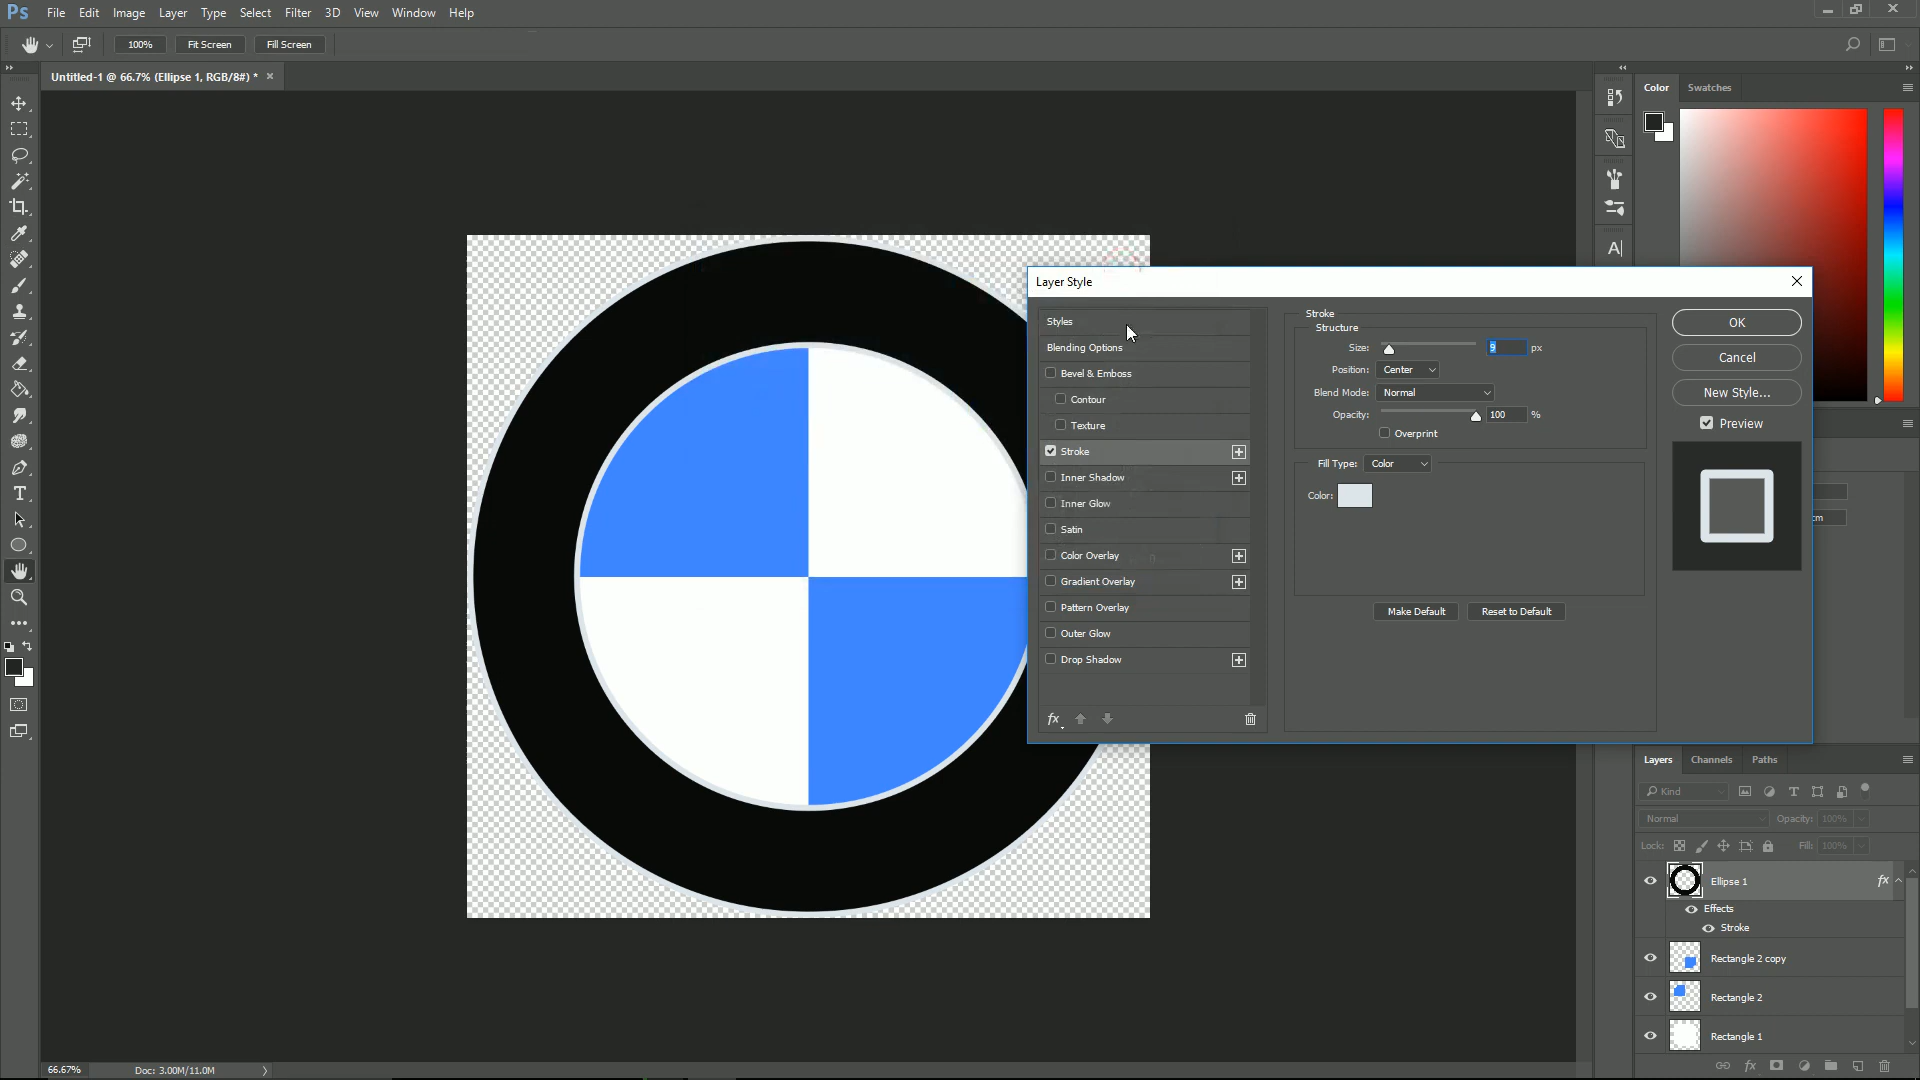 Ps File Edit Image Layer Type Select Filter 3D View Window Help
100% Fit Screen Fill Screen
Untitled-1 @ 66.7% (Ellipse 1, RGB/8#) *
Color Swatches
Layer Style
Styles
Blending Options
Bevel & Emboss
Contour
Texture
Stroke
Inner Shadow
Inner Glow
Satin
Color Overlay
Gradient Overlay
Pattern Overlay
Outer Glow
Drop Shadow
fx
Stroke
Structure
Size: 9 px
Position: Center
Blend Mode: Normal
Opacity: 100 %
Overprint
Fill Type: Color
Color:
Make Default Reset to Default
OK
Cancel
New Style...
Preview
cm
Layers Channels Paths
Kind
Normal Opacity: 100%
Lock: Fill: 100%
Ellipse 1 fx
Effects
Stroke
Rectangle 2 copy
Rectangle 2
Rectangle 1
fx
66.67% Doc: 3.00M/11.0M